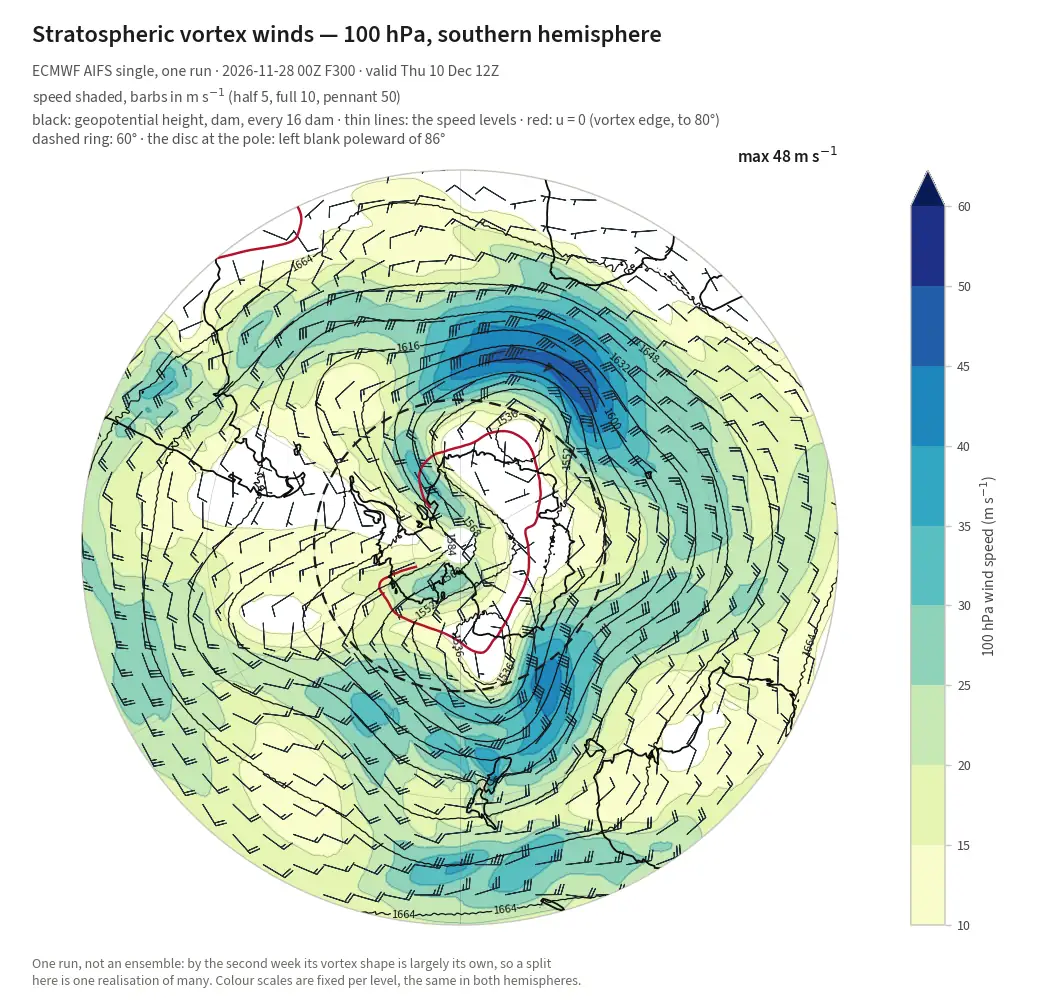 Stratospheric vortex winds — 100 hPa, southern hemisphere
ECMWF AIFS single, one run · 2026-11-28 00Z F300 · valid Thu 10 Dec 12Z
speed shaded, barbs in m s⁻¹ (half 5, full 10, pennant 50)
black: geopotential height, dam, every 16 dam · thin lines: the speed levels · red: u = 0 (vortex edge, to 80°)
dashed ring: 60° · the disc at the pole: left blank poleward of 86°
max 48 m s⁻¹
60
50
45
40
35
30
25
20
15
10
100 hPa wind speed (m s⁻¹)
1664
1616
1648
1632
1600
1536
1552
1568
1584
1568
1552
1536
1536
1664
1664
1664
One run, not an ensemble: by the second week its vortex shape is largely its own, so a split
here is one realisation of many. Colour scales are fixed per level, the same in both hemispheres.